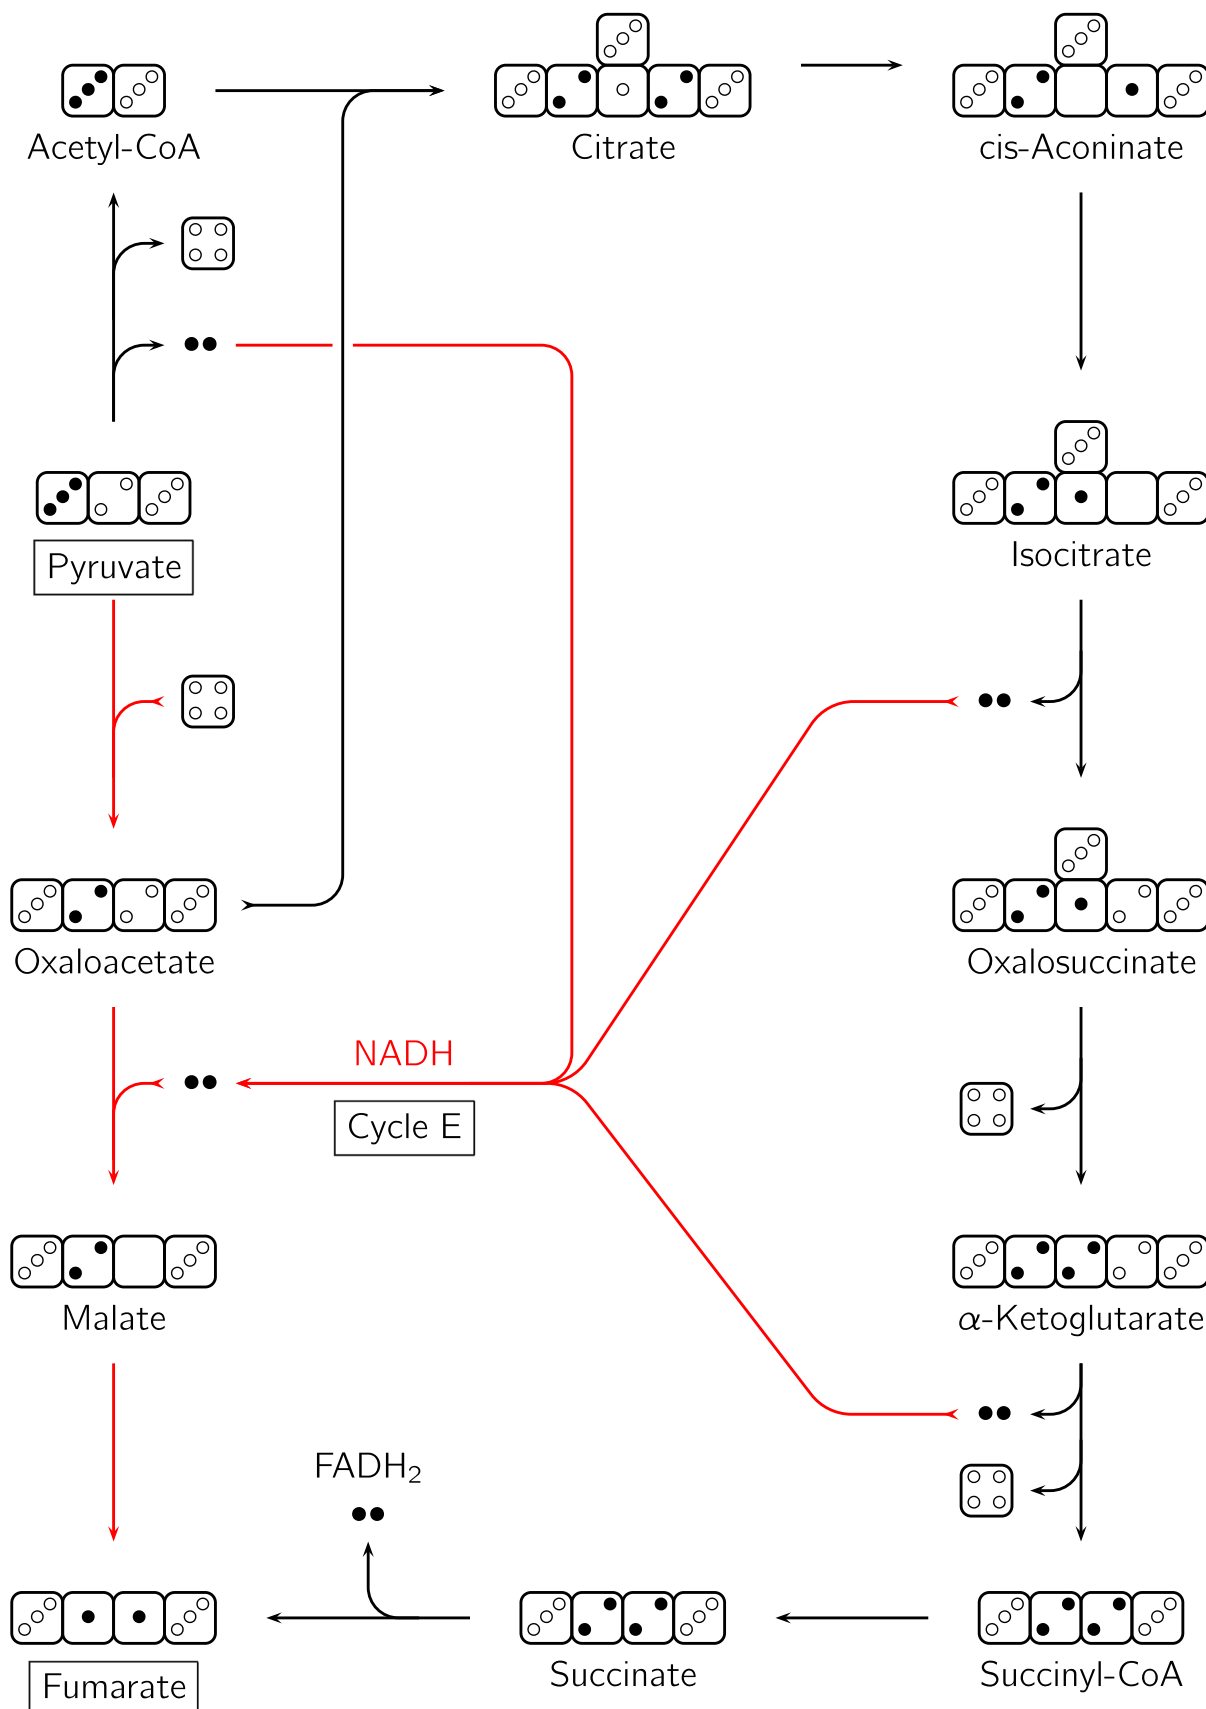 Acetyl-CoA
Citrate
cis-Aconinate
Pyruvate
Isocitrate
Oxaloacetate
Oxalosuccinate
NADH
Cycle E
Malate
α-Ketoglutarate
FADH₂
Fumarate
Succinate
Succinyl-CoA